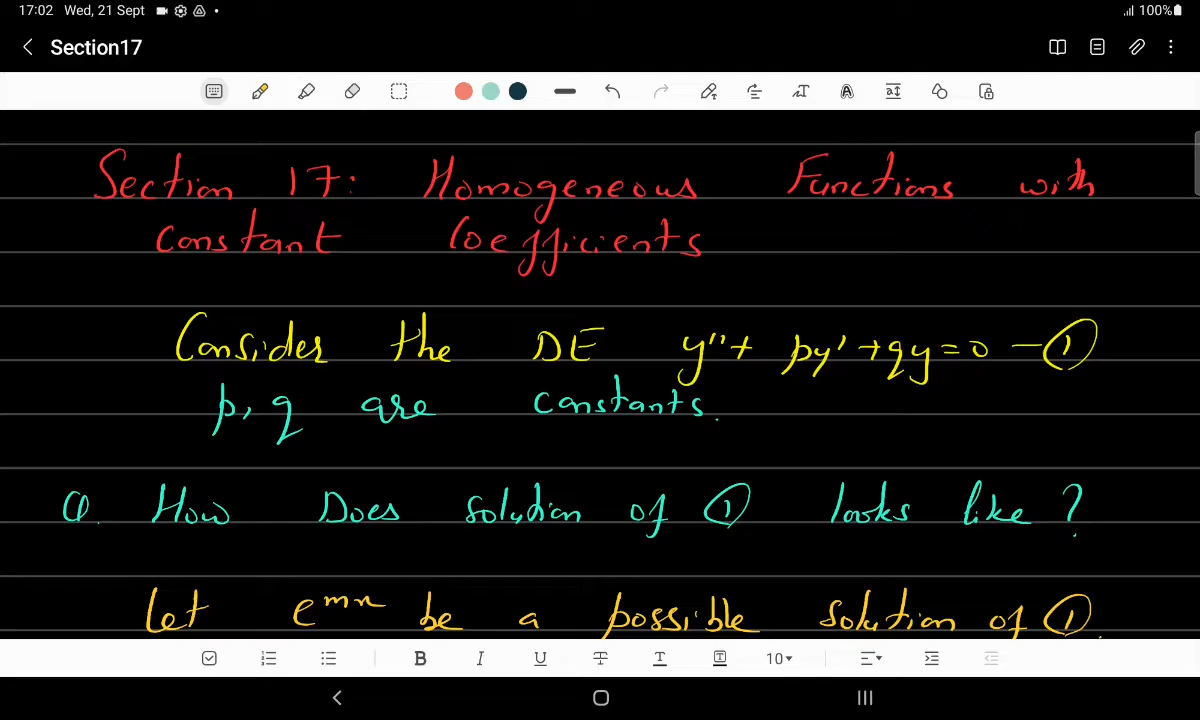 17:02 Wed, 21 Sept
100%
Section17
Section 17: Homogeneous Functions with
constant Coefficients
Consider the DE y''+ py'+qy=0 —①
p, q are constants.
Q. How Does solution of ① looks like?
Let e^mx be a possible solution of ①.
B I U T T T 10